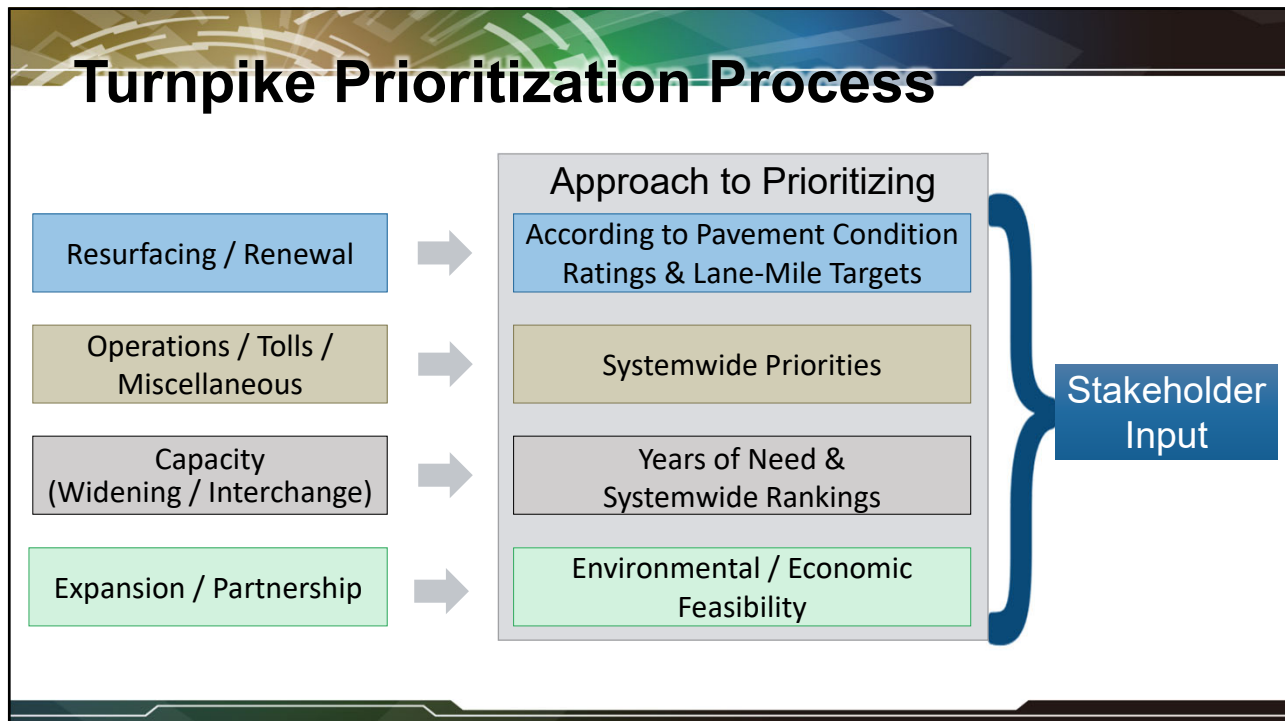 Turnpike Prioritization Process
Approach to Prioritizing
Resurfacing / Renewal
According to Pavement Condition
Ratings & Lane-Mile Targets
Operations / Tolls /
Miscellaneous
Systemwide Priorities
Capacity
(Widening / Interchange)
Years of Need &
Systemwide Rankings
Expansion / Partnership
Environmental / Economic
Feasibility
Stakeholder
Input